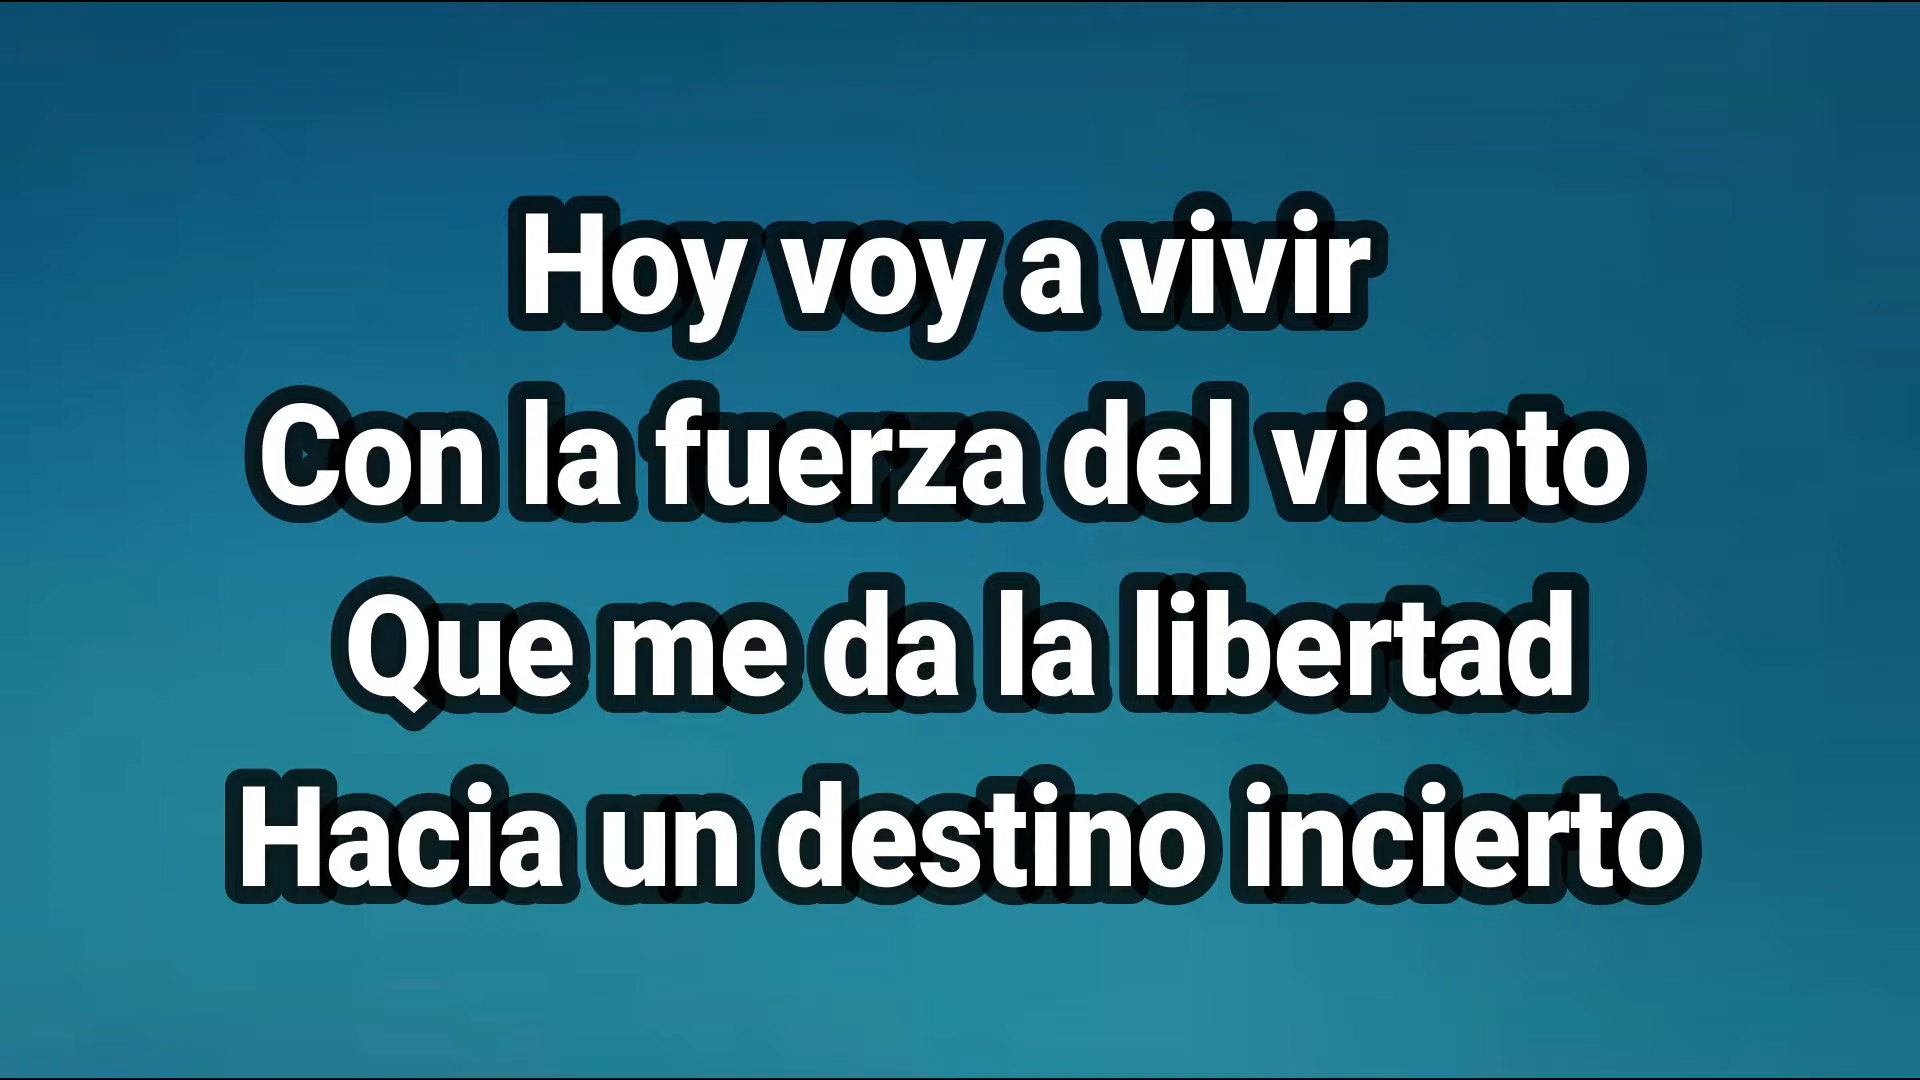 Hoy voy a vivir
Con la fuerza del viento
Que me da la libertad
Hacia un destino incierto